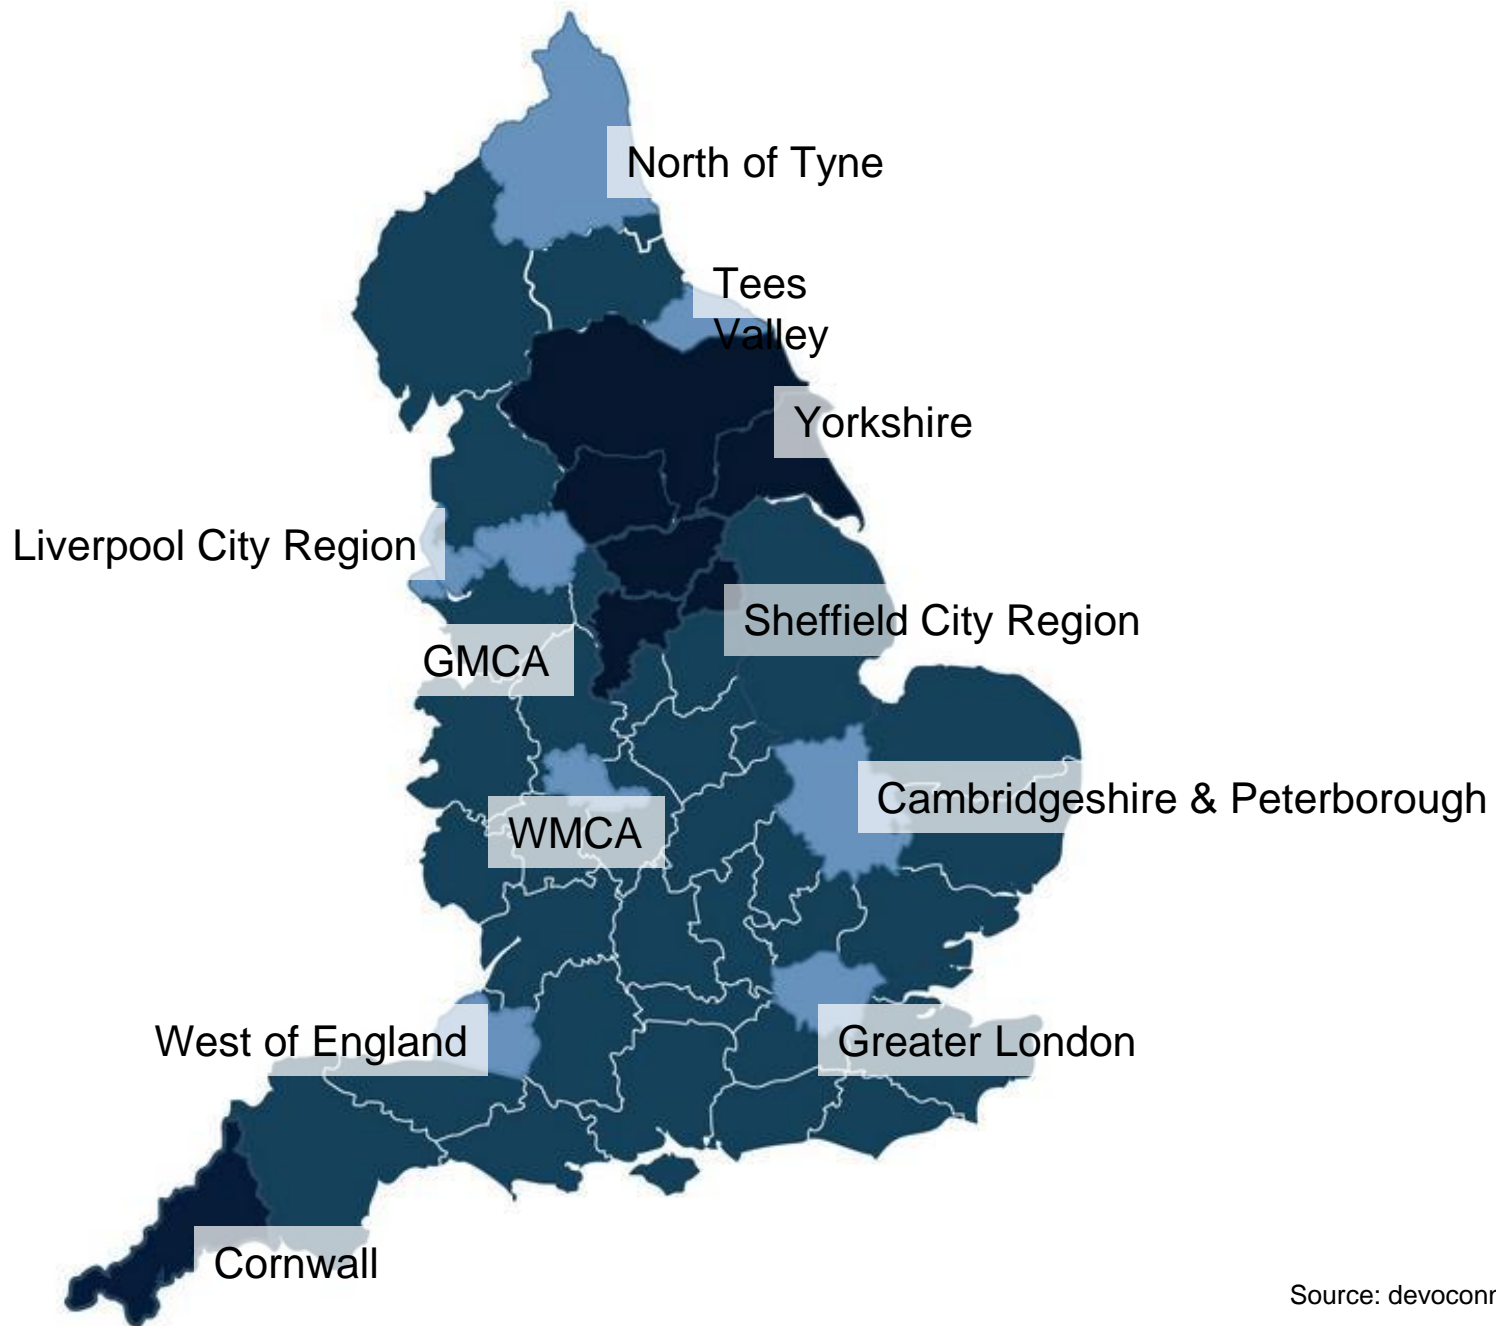 North of Tyne
Tees
Valley
Yorkshire
Liverpool City Region
Sheffield City Region
GMCA
Cambridgeshire & Peterborough
WMCA
West of England
Greater London
Cornwall
Source: